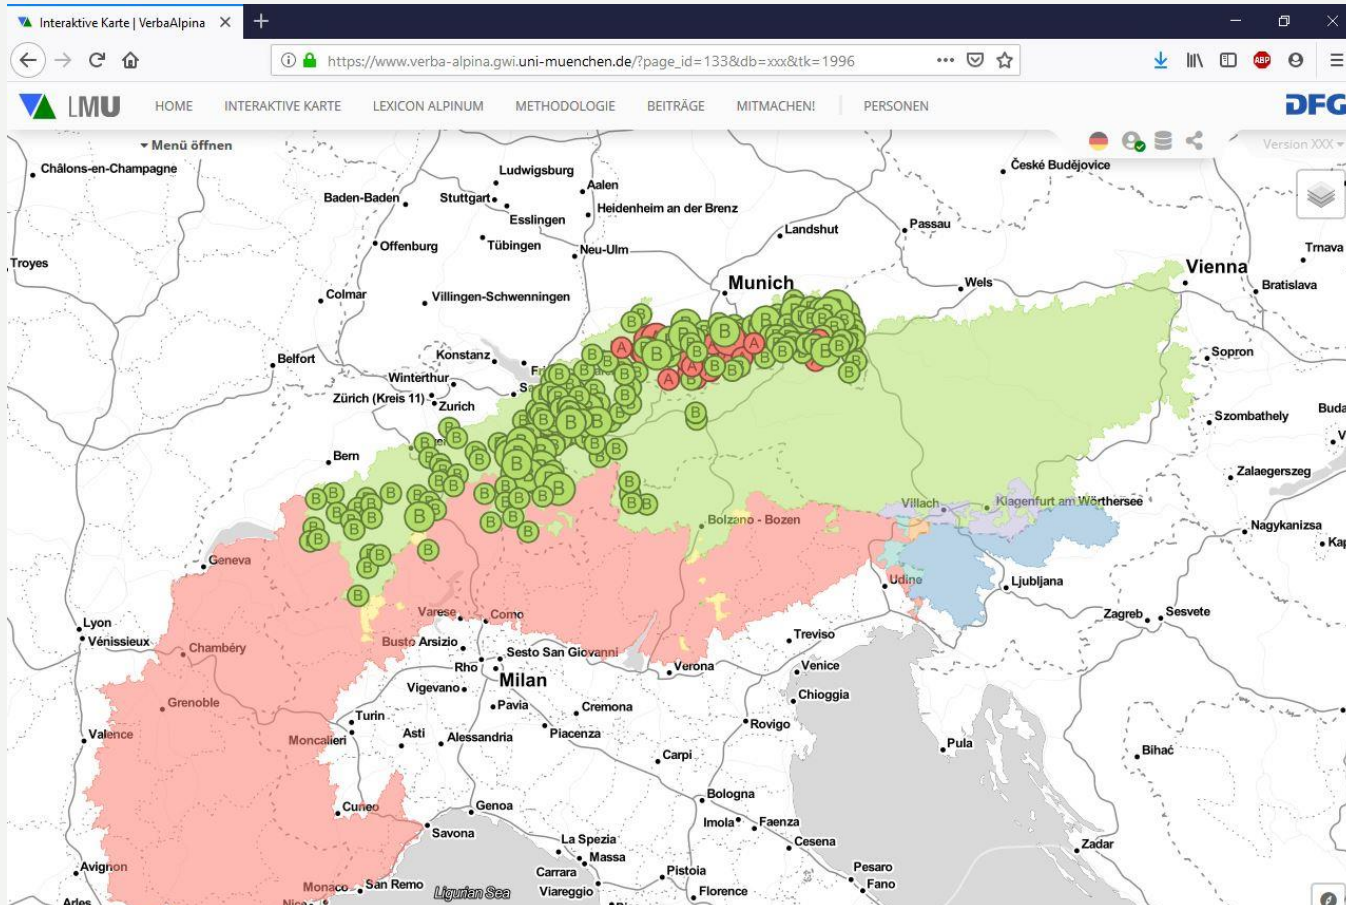 Interaktive Karte | VerbaAlpina
https://www.verba-alpina.gwi.uni-muenchen.de/?page_id=133&db=xxx&tk=1996
ABP
LMU HOME INTERAKTIVE KARTE LEXICON ALPINUM METHODOLOGIE BEITRÄGE MITMACHEN! PERSONEN DFG
Menü öffnen
Version XXX
Châlons-en-Champagne
České Budějovice
Ludwigsburg
Aalen
Baden-Baden
Stuttgart
Heidenheim an der Brenz
Esslingen
Landshut
Passau
Offenburg
Tübingen
Neu-Ulm
Trnava
Troyes
Vienna
Munich
Wels
Bratislava
Colmar
Villingen-Schwenningen
Belfort
Konstanz
Sopron
Winterthur
Zürich (Kreis 11)
Zurich
Szombathely
Bern
Zalaegerszeg
Villach
Klagenfurt am Wörthersee
Bolzano - Bozen
Nagykanizsa
Geneva
Udine
Ljubljana
Lyon
Varese
Como
Zagreb
Sesvete
Vénissieux
Chambéry
Busto Arsizio
Treviso
Sesto San Giovanni
Rho
Verona
Venice
Milan
Vigevano
Chioggia
Grenoble
Pavia
Cremona
Turin
Rovigo
Valence
Moncalieri
Asti
Alessandria
Piacenza
Pula
Carpi
Bihać
Bologna
Cuneo
Genoa
Imola
Faenza
Savona
La Spezia
Cesena
Zadar
Massa
Avignon
Carrara
Pistoia
Pesaro
Monaco
San Remo
Ligurian Sea
Viareggio
Florence
Fano
Arles
A
B